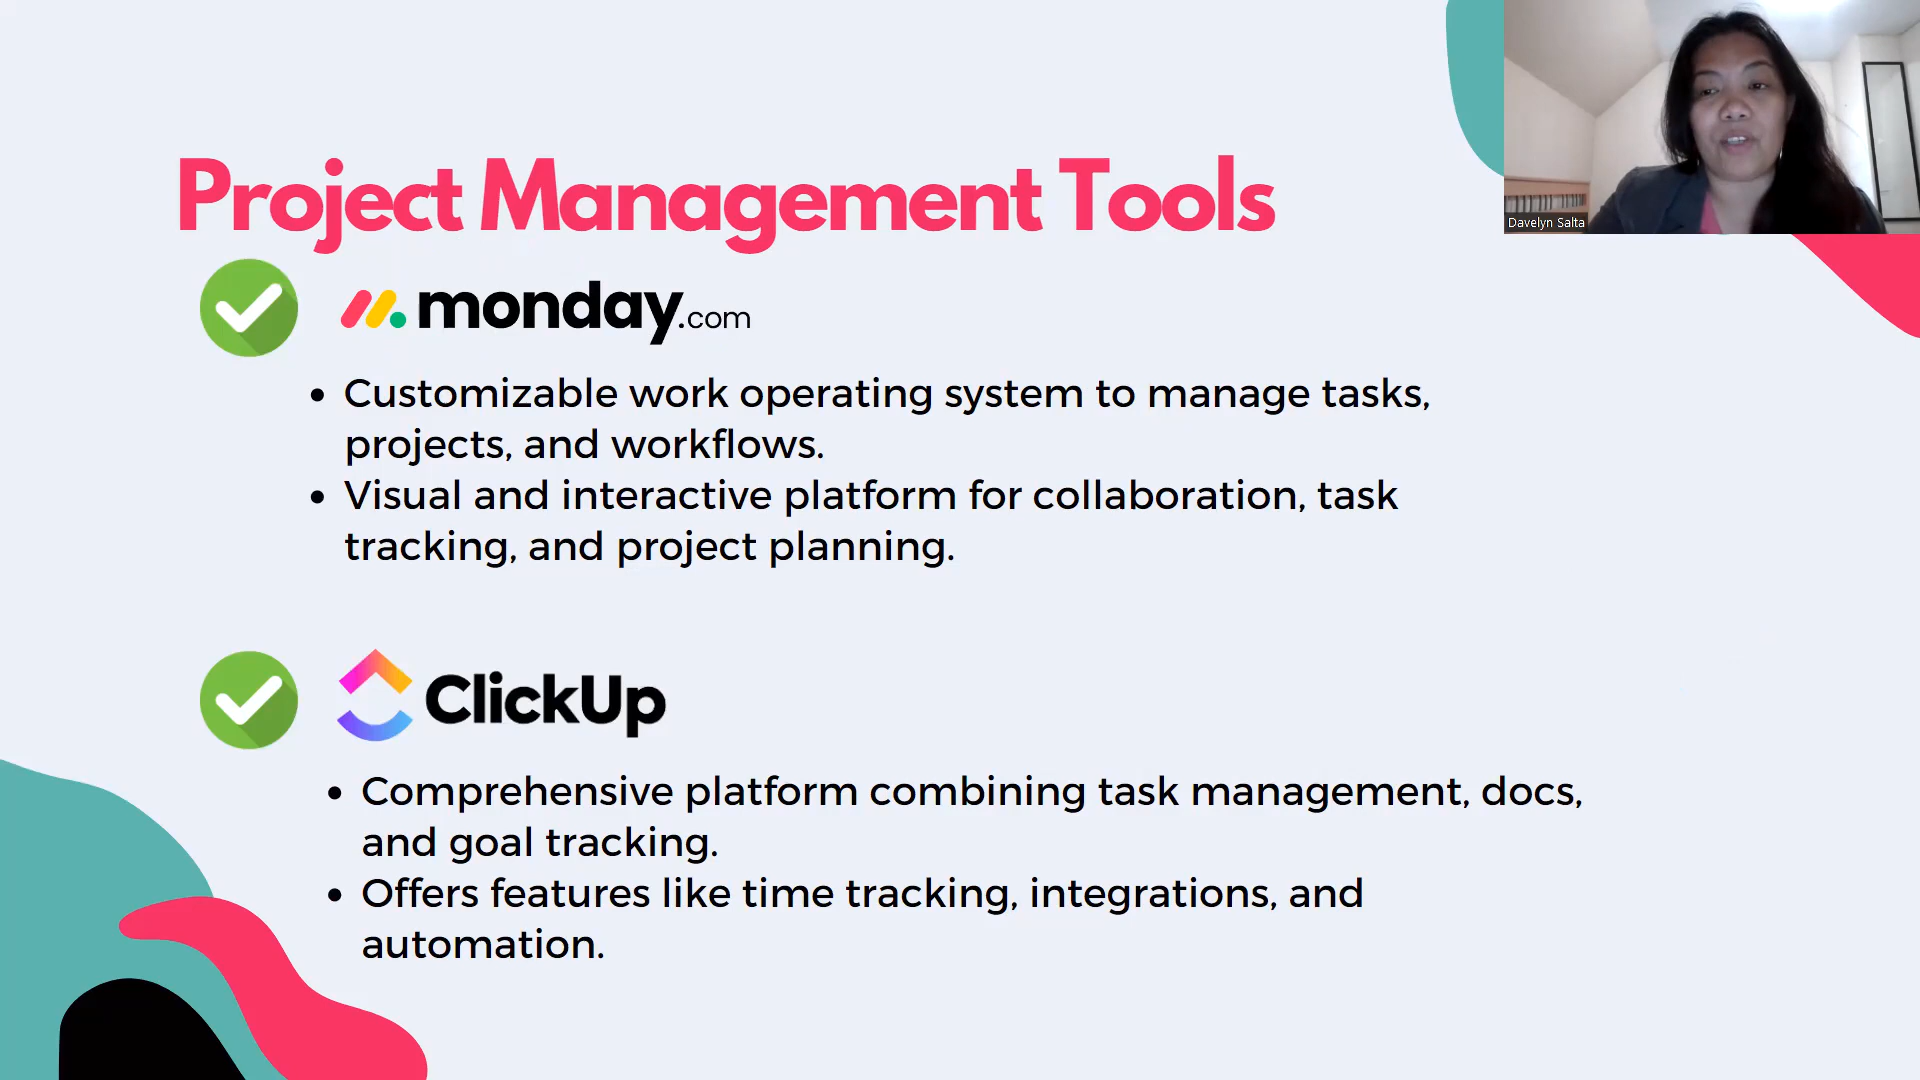 Project Management Tools
Davelyn Salta
monday.com
• Customizable work operating system to manage tasks,
projects, and workflows.
• Visual and interactive platform for collaboration, task
tracking, and project planning.
ClickUp
• Comprehensive platform combining task management, docs,
and goal tracking.
• Offers features like time tracking, integrations, and
automation.